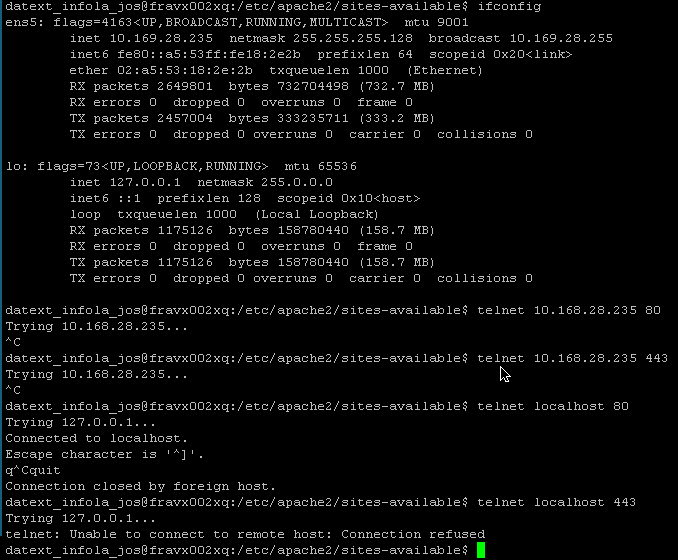 datext_infola_jos@fravx002xq:/etc/apache2/sites-available$ ifconfig
ens5: flags=4163<UP,BROADCAST,RUNNING,MULTICAST>  mtu 9001
        inet 10.169.28.235  netmask 255.255.255.128  broadcast 10.169.28.255
        inet6 fe80::a5:53ff:fe18:2e2b  prefixlen 64  scopeid 0x20<link>
        ether 02:a5:53:18:2e:2b  txqueuelen 1000  (Ethernet)
        RX packets 2649801  bytes 732704498 (732.7 MB)
        RX errors 0  dropped 0  overruns 0  frame 0
        TX packets 2457004  bytes 333235711 (333.2 MB)
        TX errors 0  dropped 0 overruns 0  carrier 0  collisions 0

lo: flags=73<UP,LOOPBACK,RUNNING>  mtu 65536
        inet 127.0.0.1  netmask 255.0.0.0
        inet6 ::1  prefixlen 128  scopeid 0x10<host>
        loop  txqueuelen 1000  (Local Loopback)
        RX packets 1175126  bytes 158780440 (158.7 MB)
        RX errors 0  dropped 0  overruns 0  frame 0
        TX packets 1175126  bytes 158780440 (158.7 MB)
        TX errors 0  dropped 0 overruns 0  carrier 0  collisions 0

datext_infola_jos@fravx002xq:/etc/apache2/sites-available$ telnet 10.168.28.235 80
Trying 10.168.28.235...
^C
datext_infola_jos@fravx002xq:/etc/apache2/sites-available$ telnet 10.168.28.235 443
Trying 10.168.28.235...
^C
datext_infola_jos@fravx002xq:/etc/apache2/sites-available$ telnet localhost 80
Trying 127.0.0.1...
Connected to localhost.
Escape character is '^]'.
q^Cquit
Connection closed by foreign host.
datext_infola_jos@fravx002xq:/etc/apache2/sites-available$ telnet localhost 443
Trying 127.0.0.1...
telnet: Unable to connect to remote host: Connection refused
datext_infola_jos@fravx002xq:/etc/apache2/sites-available$